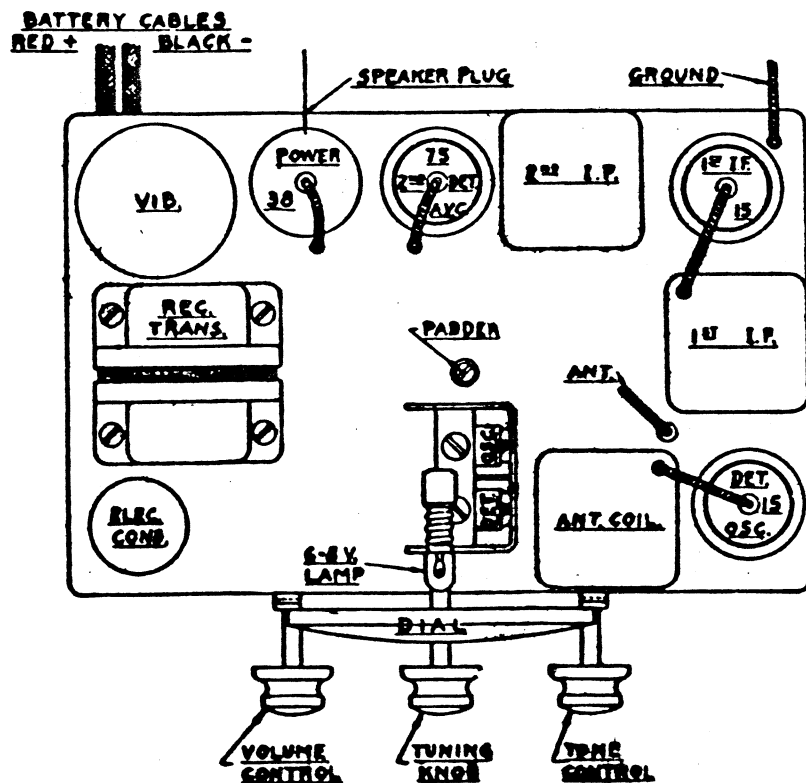 BATTERY CABLES
RED + BLACK -
SPEAKER PLUG
GROUND
VIB.
POWER
38
75
2ND DET.
AVC.
2ND I.F.
1ST I.F.
15
REC.
TRANS.
PADDER
1ST I.F.
ANT.
OSC.
DET.
ELEC.
COND.
ANT. COIL.
DET.
15
OSC.
6-8 V.
LAMP
DIAL
VOLUME
CONTROL
TUNING
KNOB
TONE
CONTROL